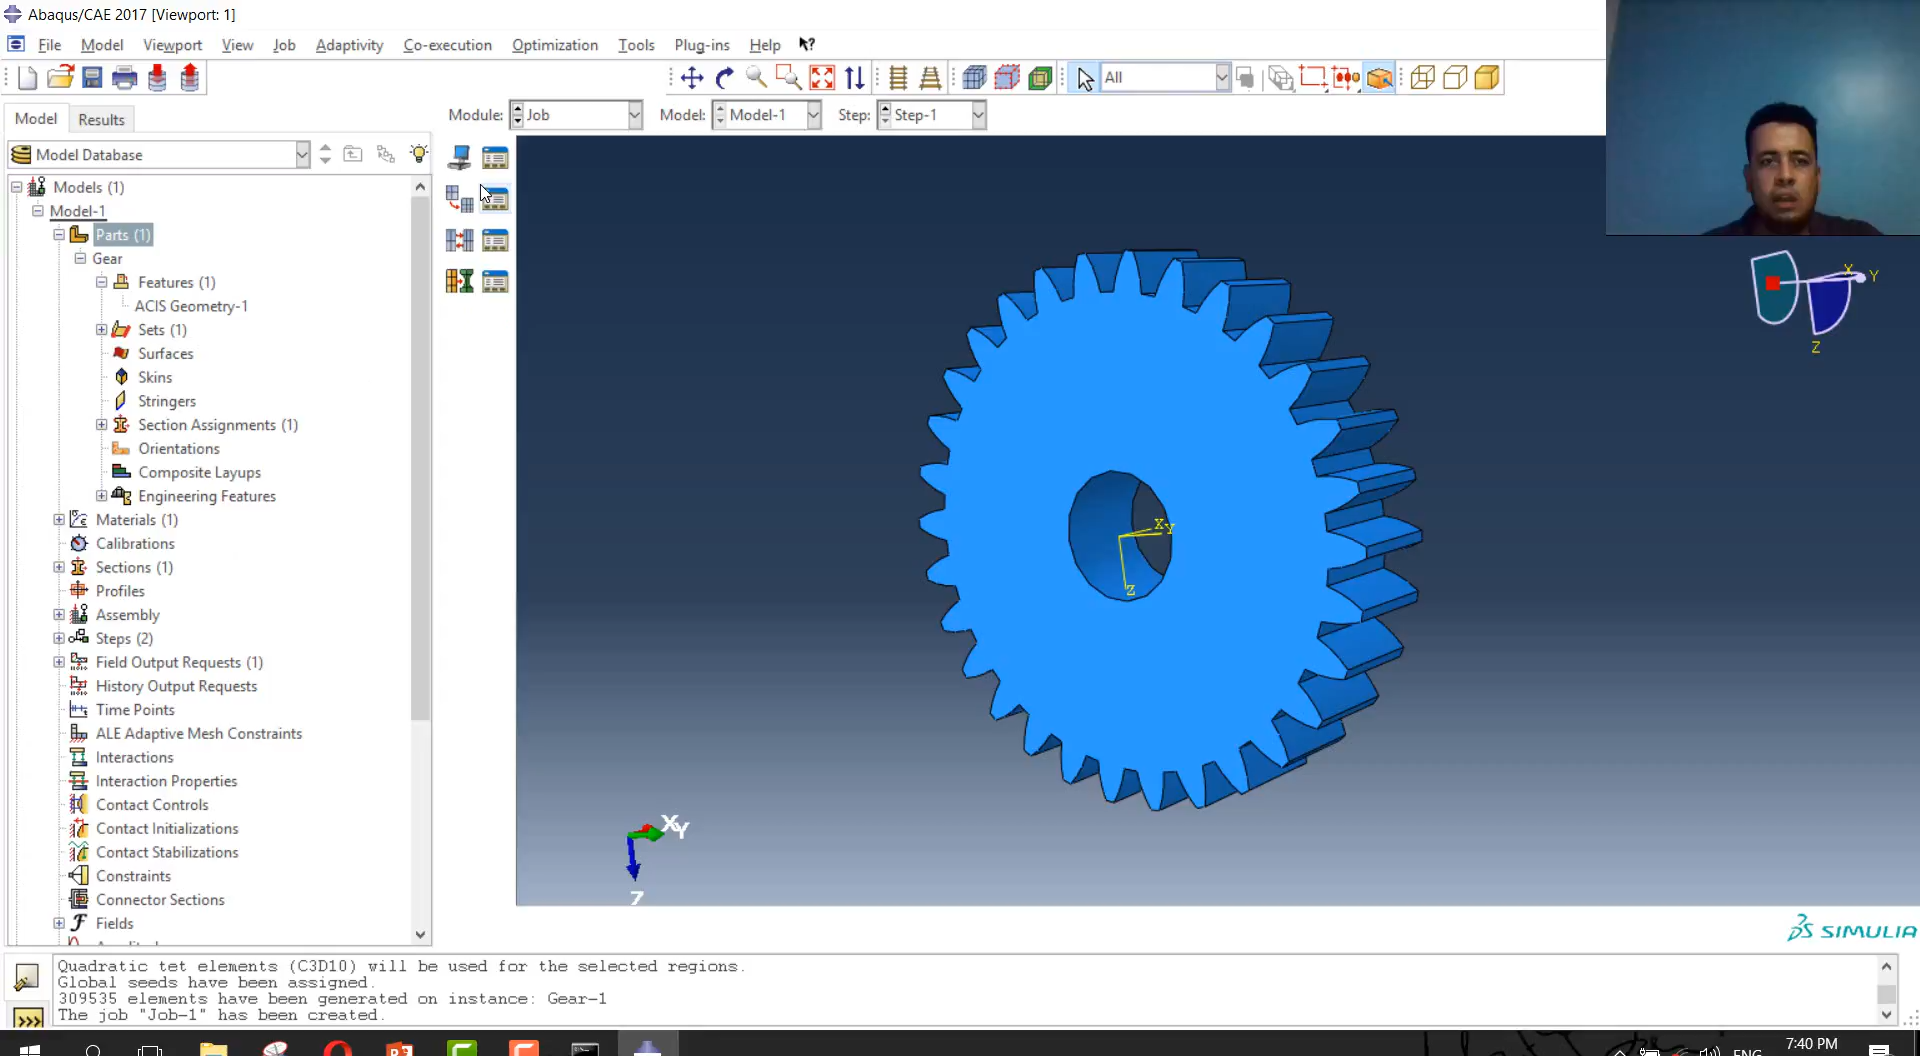 Abaqus/CAE 2017 [Viewport: 1]
File Model Viewport View Job Adaptivity Co-execution Optimization Tools Plug-ins Help
All
Model Results
Module: Job Model: Model-1 Step: Step-1
Model Database
Models (1)
Model-1
Parts (1)
Gear
Features (1)
ACIS Geometry-1
Sets (1)
Surfaces
Skins
Stringers
Section Assignments (1)
Orientations
Composite Layups
Engineering Features
Materials (1)
Calibrations
Sections (1)
Profiles
Assembly
Steps (2)
Field Output Requests (1)
History Output Requests
Time Points
ALE Adaptive Mesh Constraints
Interactions
Interaction Properties
Contact Controls
Contact Initializations
Contact Stabilizations
Constraints
Connector Sections
Fields
X Y
Z
X Y
Z
X Y
Z
SIMULIA
Quadratic tet elements (C3D10) will be used for the selected regions.
Global seeds have been assigned.
309535 elements have been generated on instance: Gear-1
The job "Job-1" has been created.
ENG
7:40 PM